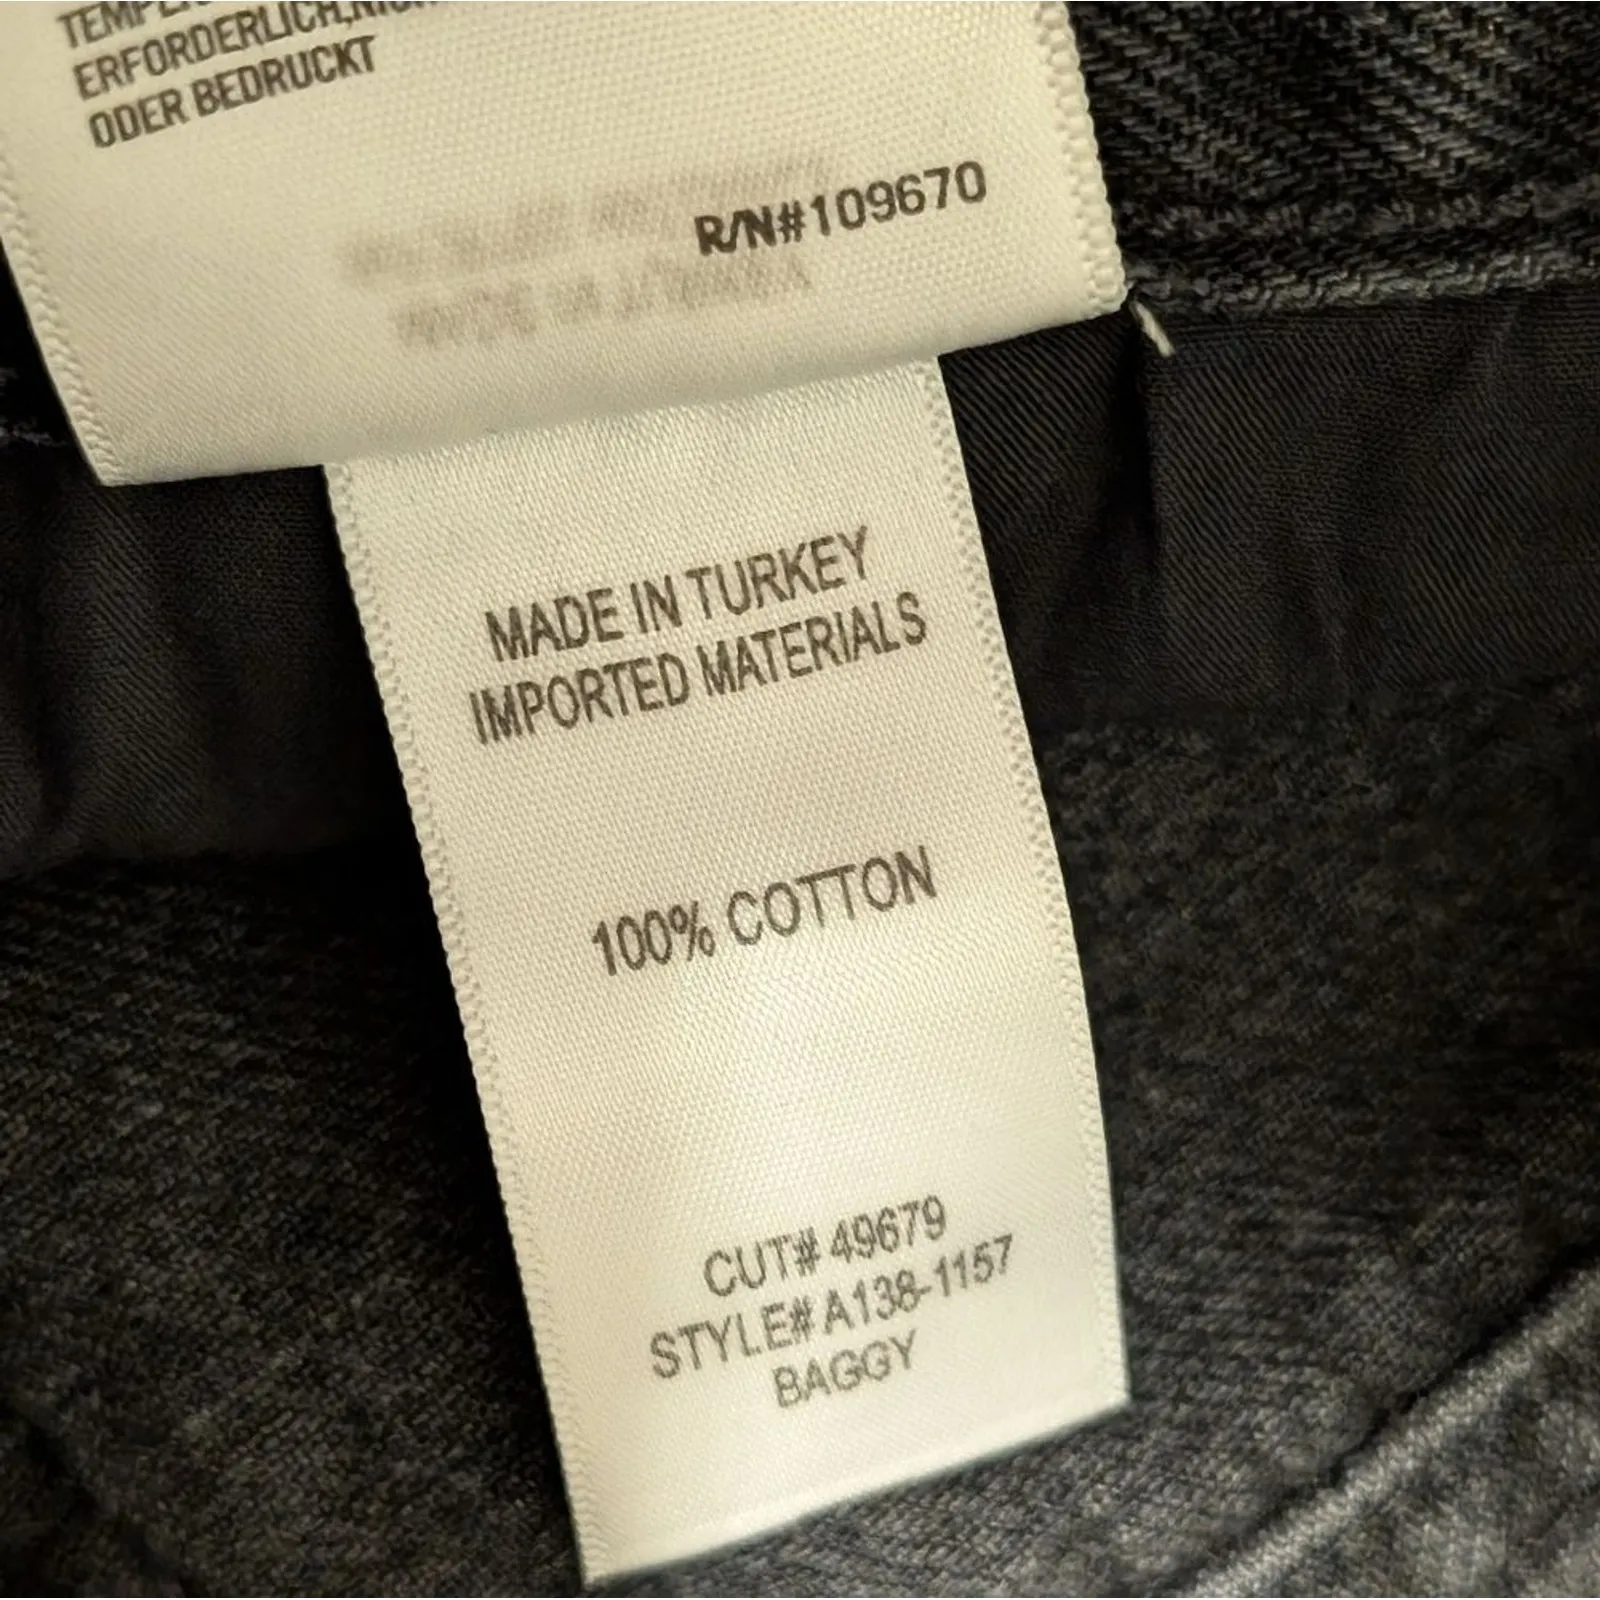 ERFORDERLICH,
ODER BEDRUCKT
R/N#109670
MADE IN TURKEY
IMPORTED MATERIALS
100% COTTON
CUT# 49679
STYLE# A138-1157
BAGGY